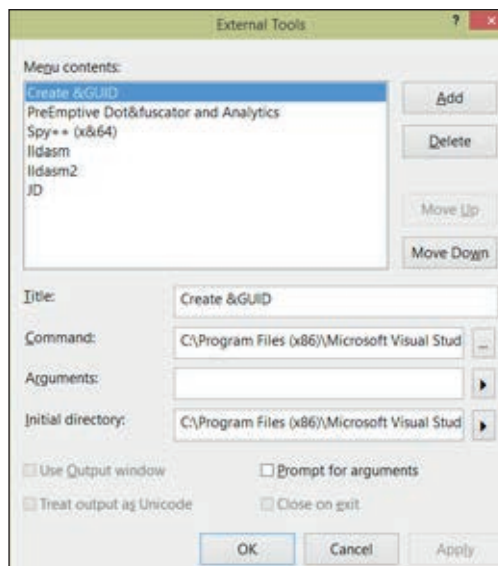 External Tools
?
Menu contents:
Create &GUID
PreEmptive Dot&fuscator and Analytics
Spy++ (x&64)
Ildasm
Ildasm2
JD
Add
Delete
Move Up
Move Down
Title:
Create &GUID
Command:
C:\Program Files (x86)\Microsoft Visual Stud
...
Arguments:
Initial directory:
C:\Program Files (x86)\Microsoft Visual Stud
Use Output window
Prompt for arguments
Treat output as Unicode
Close on exit
OK
Cancel
Apply